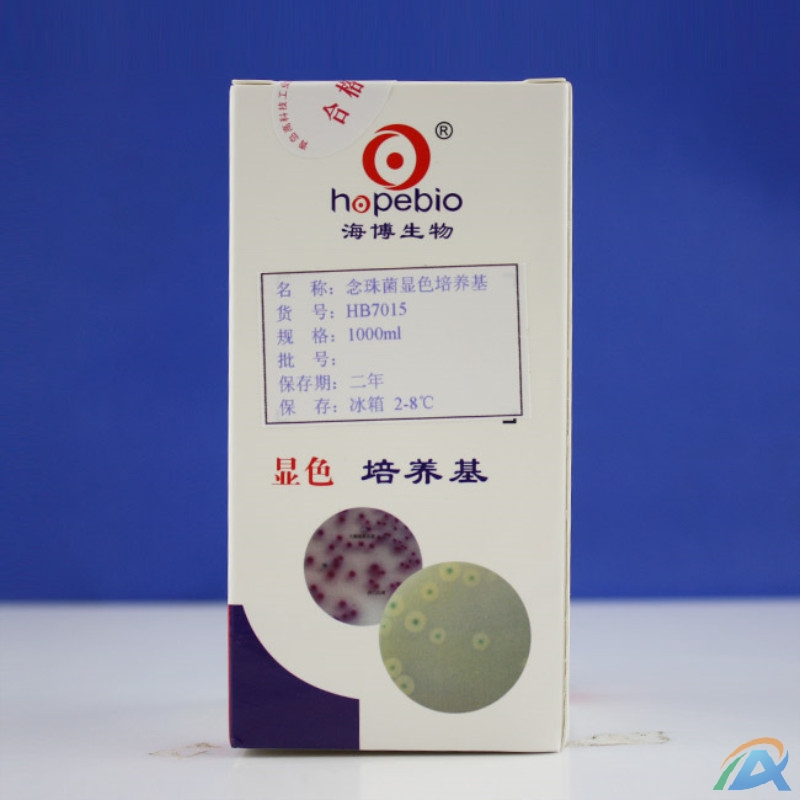 合格
®
hopebio
海博生物
名 称：念珠菌显色培养基
货 号：HB7015
规 格：1000ml
批 号：
保存期：二年
保 存：冰箱 2-8℃
显色 培养基